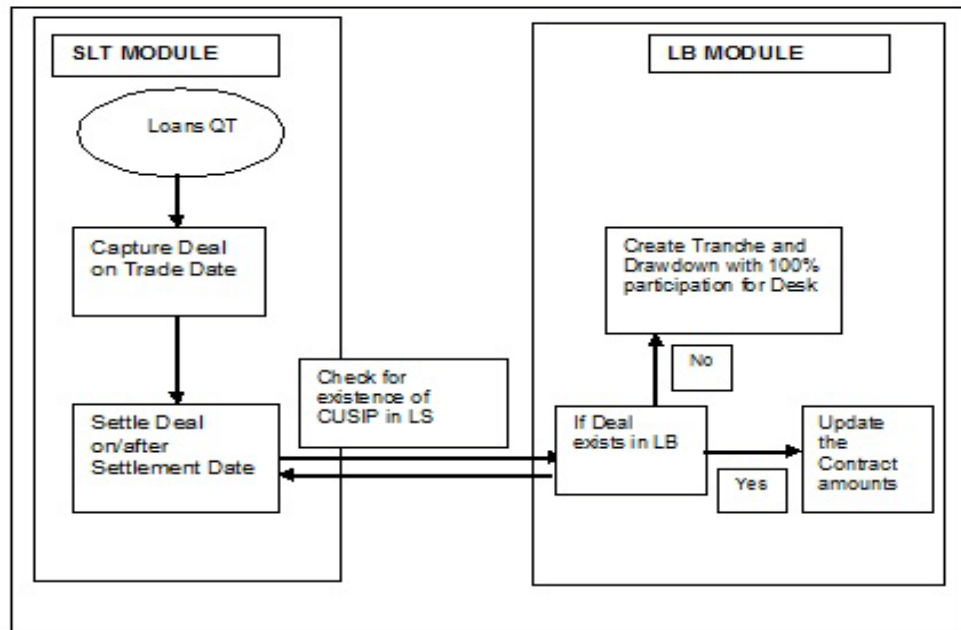 SLT MODULE
Loans QT
Capture Deal
on Trade Date
Settle Deal
on/after
Settlement Date
Check for
existence of
CUSIP in LS
LB MODULE
Create Tranche and
Drawdown with 100%
participation for Desk
No
If Deal
exists in LB
Yes
Update
the
Contract
amounts